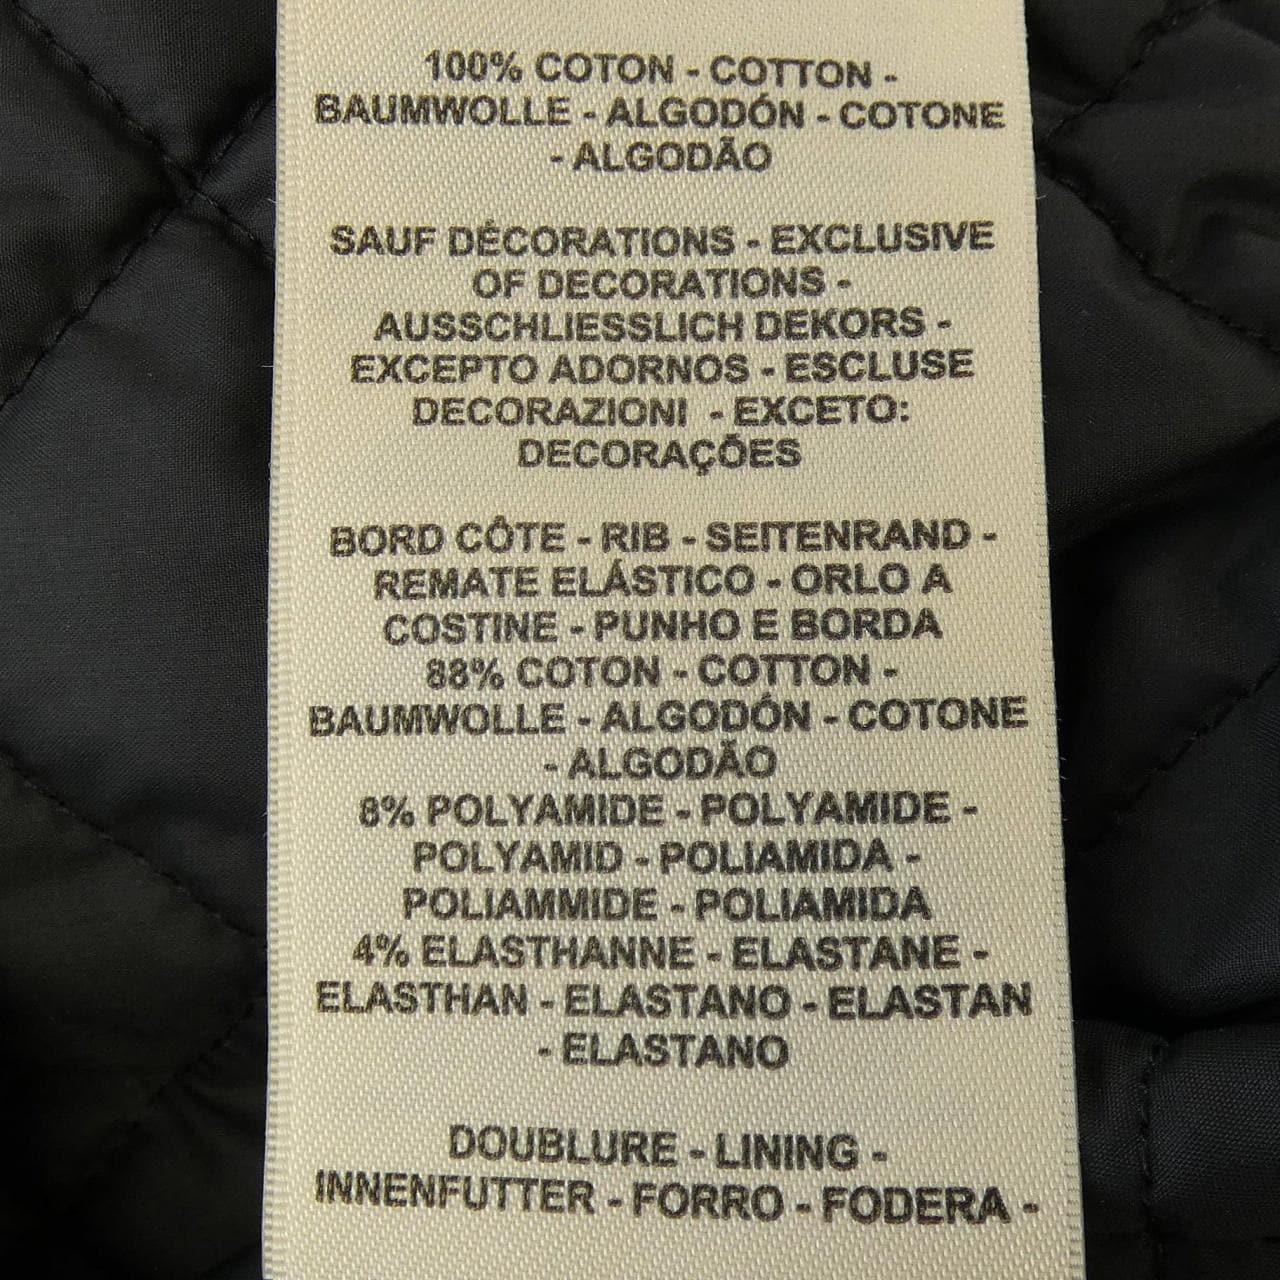 100% COTON - COTTON -
BAUMWOLLE - ALGODÓN - COTONE
- ALGODÃO
SAUF DÉCORATIONS - EXCLUSIVE
OF DECORATIONS -
AUSSCHLIESSLICH DEKORS -
EXCEPTO ADORNOS - ESCLUSE
DECORAZIONI - EXCETO:
DECORAÇÕES
BORD CÔTE - RIB - SEITENRAND -
REMATE ELÁSTICO - ORLO A
COSTINE - PUNHO E BORDA
88% COTON - COTTON -
BAUMWOLLE - ALGODÓN - COTONE
- ALGODÃO
8% POLYAMIDE - POLYAMIDE -
POLYAMID - POLIAMIDA -
POLIAMMIDE - POLIAMIDA
4% ELASTHANNE - ELASTANE -
ELASTHAN - ELASTANO - ELASTAN
- ELASTANO
DOUBLURE - LINING -
INNENFUTTER - FORRO - FODERA -